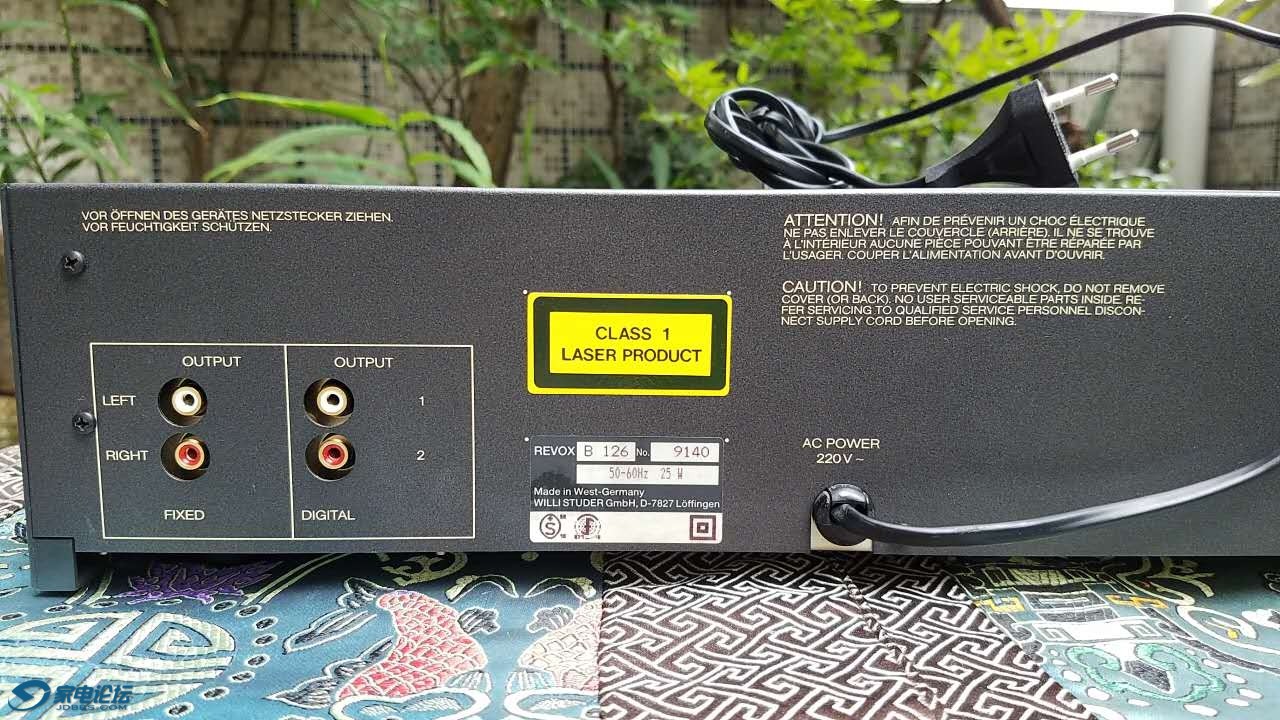 VOR ÖFFNEN DES GERÄTES NETZSTECKER ZIEHEN.
VOR FEUCHTIGKEIT SCHÜTZEN.
ATTENTION! AFIN DE PRÉVENIR UN CHOC ÉLECTRIQUE
NE PAS ENLEVER LE COUVERCLE (ARRIÈRE). IL NE SE TROUVE
À L'INTÉRIEUR AUCUNE PIÈCE POUVANT ÊTRE RÉPARÉE PAR
L'USAGER. COUPER L'ALIMENTATION AVANT D'OUVRIR.
CAUTION! TO PREVENT ELECTRIC SHOCK, DO NOT REMOVE
COVER (OR BACK). NO USER SERVICEABLE PARTS INSIDE. RE-
FER SERVICING TO QUALIFIED SERVICE PERSONNEL DISCON-
NECT SUPPLY CORD BEFORE OPENING.
CLASS 1
LASER PRODUCT
OUTPUT
OUTPUT
LEFT
1
RIGHT
2
FIXED
DIGITAL
REVOX B 126 No. 9140
50-60Hz 25 W
Made in West-Germany
WILLI STUDER GmbH, D-7827 Löffingen
AC POWER
220V~
家电论坛
JDBBS.COM